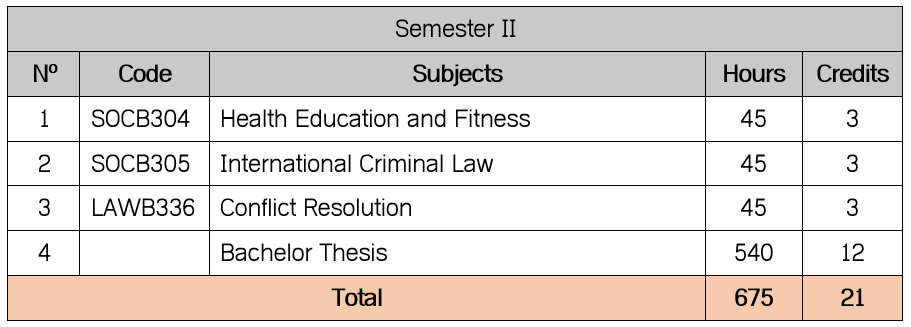 Semester II
Nº Code Subjects Hours Credits
1 SOCB304 Health Education and Fitness 45 3
2 SOCB305 International Criminal Law 45 3
3 LAWB336 Conflict Resolution 45 3
4 Bachelor Thesis 540 12
Total 675 21